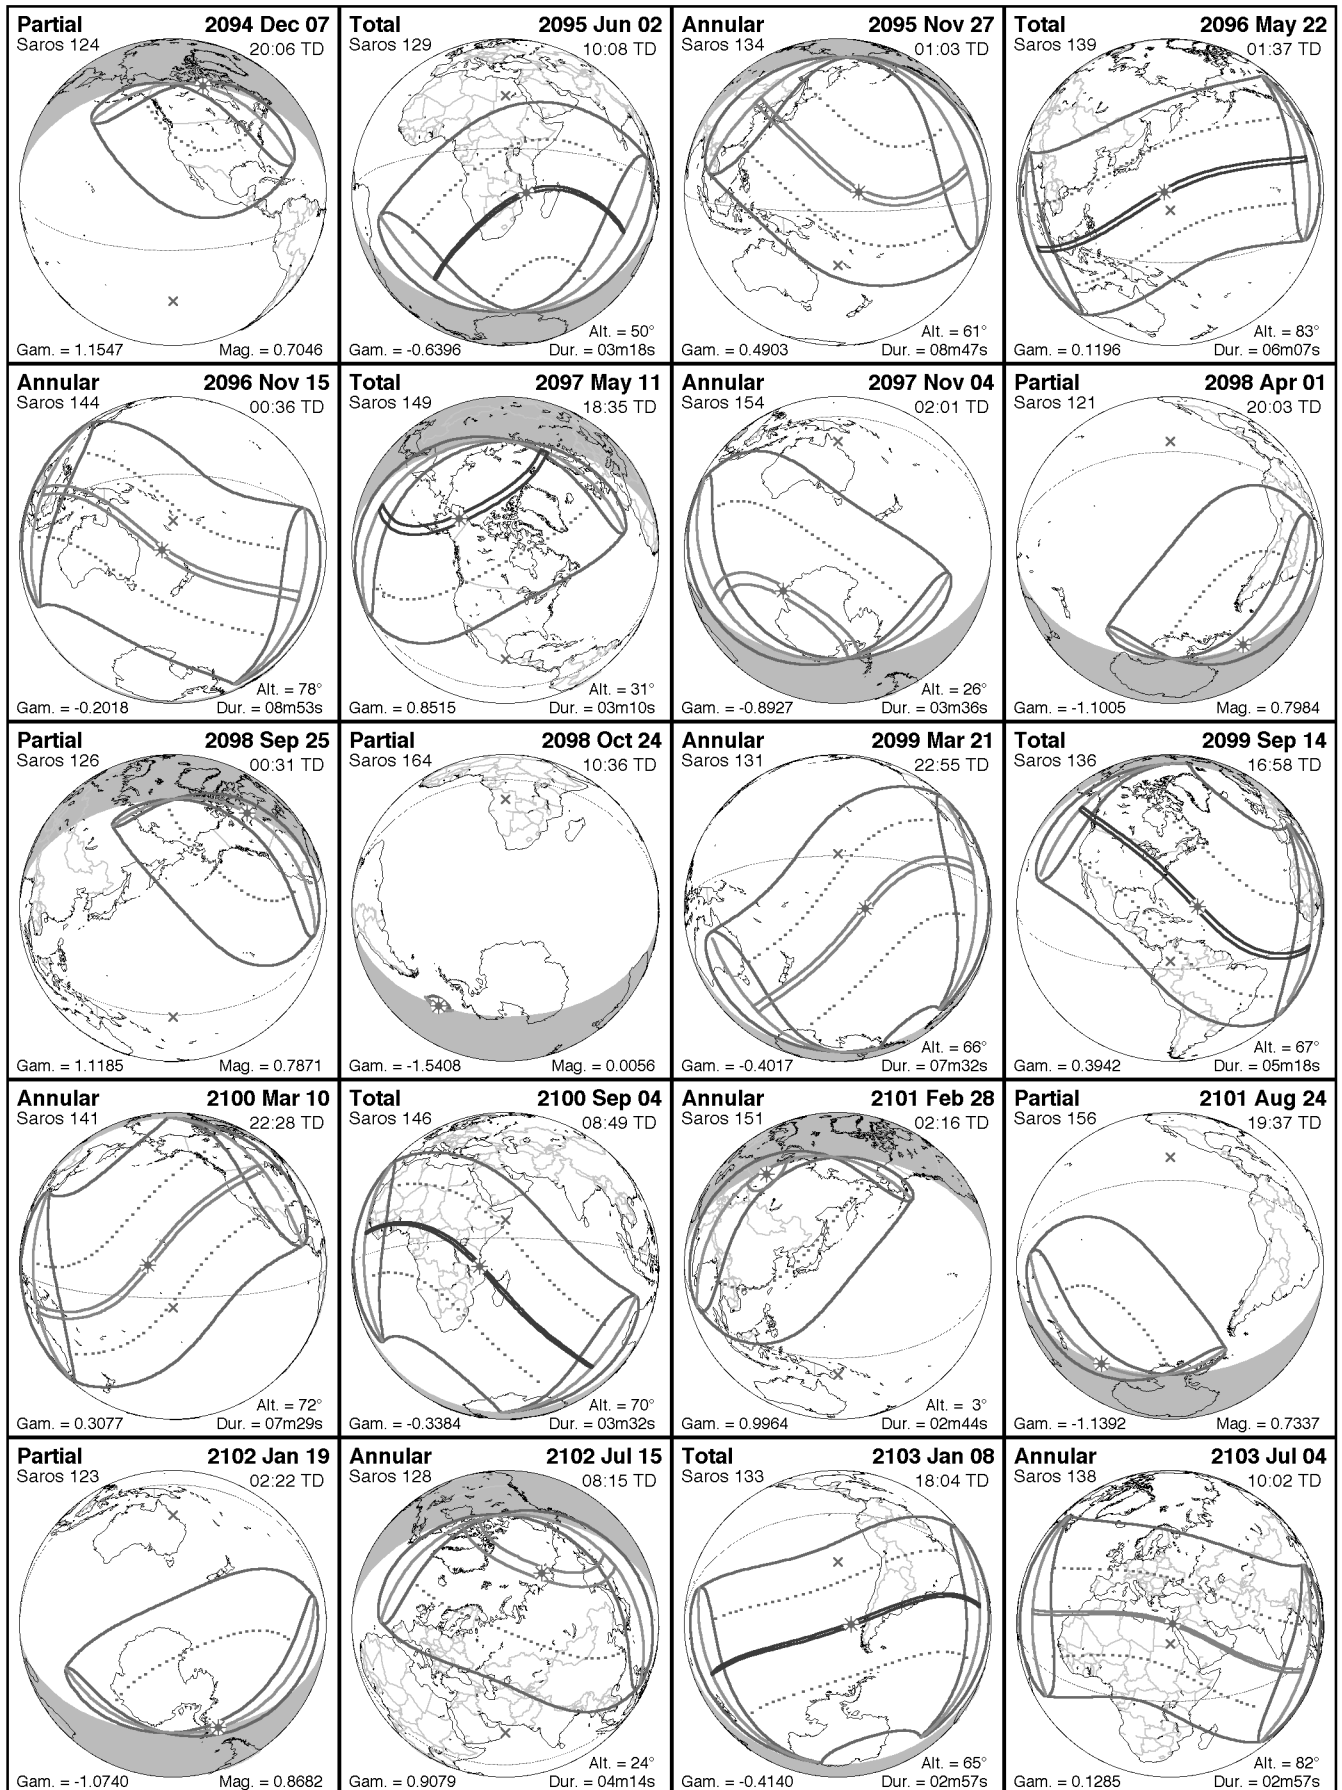 Partial 2094 Dec 07
Saros 124 20:06 TD
Gam. = 1.1547 Mag. = 0.7046
Total 2095 Jun 02
Saros 129 10:08 TD
Alt. = 50°
Gam. = -0.6396 Dur. = 03m18s
Annular 2095 Nov 27
Saros 134 01:03 TD
Alt. = 61°
Gam. = 0.4903 Dur. = 08m47s
Total 2096 May 22
Saros 139 01:37 TD
Alt. = 83°
Gam. = 0.1196 Dur. = 06m07s
Annular 2096 Nov 15
Saros 144 00:36 TD
Alt. = 78°
Gam. = -0.2018 Dur. = 08m53s
Total 2097 May 11
Saros 149 18:35 TD
Alt. = 31°
Gam. = 0.8515 Dur. = 03m10s
Annular 2097 Nov 04
Saros 154 02:01 TD
Alt. = 26°
Gam. = -0.8927 Dur. = 03m36s
Partial 2098 Apr 01
Saros 121 20:03 TD
Gam. = -1.1005 Mag. = 0.7984
Partial 2098 Sep 25
Saros 126 00:31 TD
Gam. = 1.1185 Mag. = 0.7871
Partial 2098 Oct 24
Saros 164 10:36 TD
Gam. = -1.5408 Mag. = 0.0056
Annular 2099 Mar 21
Saros 131 22:55 TD
Alt. = 66°
Gam. = -0.4017 Dur. = 07m32s
Total 2099 Sep 14
Saros 136 16:58 TD
Alt. = 67°
Gam. = 0.3942 Dur. = 05m18s
Annular 2100 Mar 10
Saros 141 22:28 TD
Alt. = 72°
Gam. = 0.3077 Dur. = 07m29s
Total 2100 Sep 04
Saros 146 08:49 TD
Alt. = 70°
Gam. = -0.3384 Dur. = 03m32s
Annular 2101 Feb 28
Saros 151 02:16 TD
Alt. = 3°
Gam. = 0.9964 Dur. = 02m44s
Partial 2101 Aug 24
Saros 156 19:37 TD
Gam. = -1.1392 Mag. = 0.7337
Partial 2102 Jan 19
Saros 123 02:22 TD
Gam. = -1.0740 Mag. = 0.8682
Annular 2102 Jul 15
Saros 128 08:15 TD
Alt. = 24°
Gam. = 0.9079 Dur. = 04m14s
Total 2103 Jan 08
Saros 133 18:04 TD
Alt. = 65°
Gam. = -0.4140 Dur. = 02m57s
Annular 2103 Jul 04
Saros 138 10:02 TD
Alt. = 82°
Gam. = 0.1285 Dur. = 02m57s